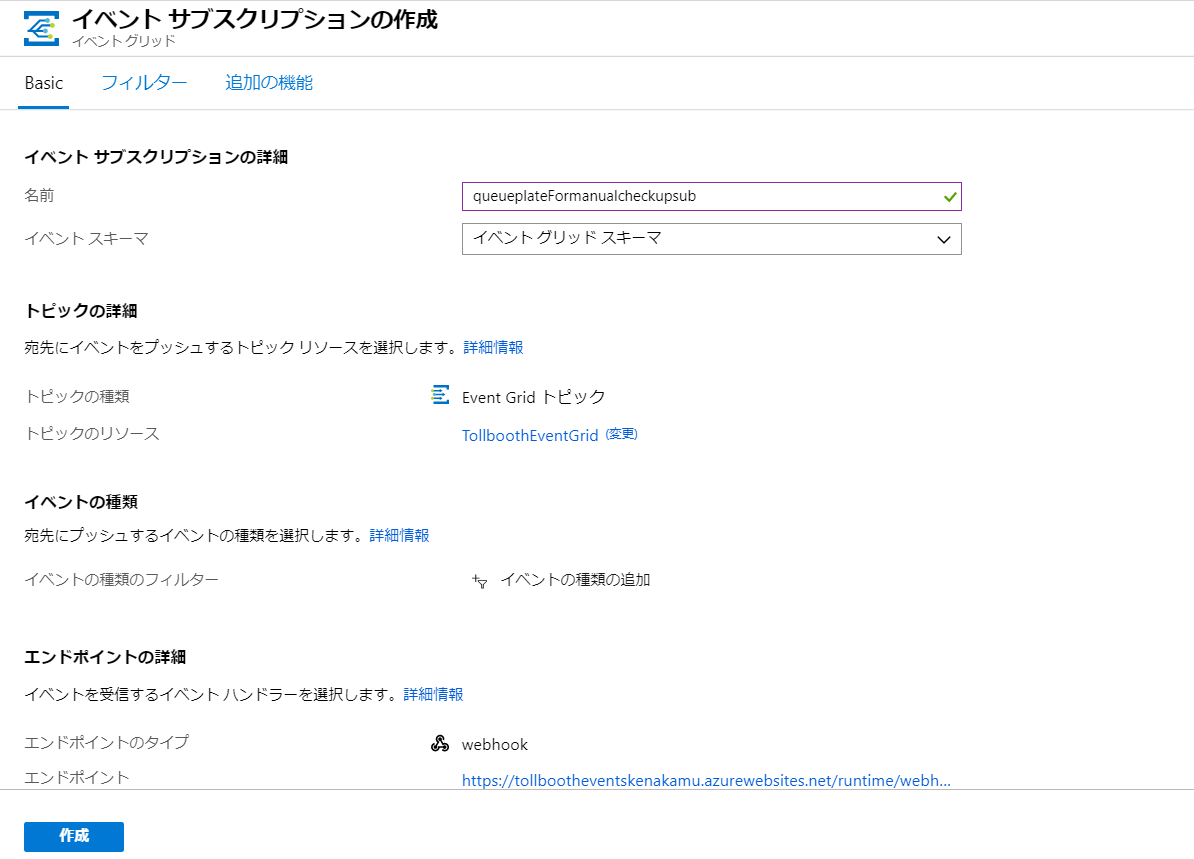 イベント サブスクリプションの作成
イベント グリッド
Basic フィルター 追加の機能
イベント サブスクリプションの詳細
名前 queueplateFormanualcheckupsub
イベント スキーマ イベント グリッド スキーマ
トピックの詳細
宛先にイベントをプッシュするトピック リソースを選択します。詳細情報
トピックの種類 Event Grid トピック
トピックのリソース TollboothEventGrid (変更)
イベントの種類
宛先にプッシュするイベントの種類を選択します。詳細情報
イベントの種類のフィルター イベントの種類の追加
エンドポイントの詳細
イベントを受信するイベント ハンドラーを選択します。詳細情報
エンドポイントのタイプ webhook
エンドポイント https://tollbootheventskenakamu.azurewebsites.net/runtime/webh...
作成